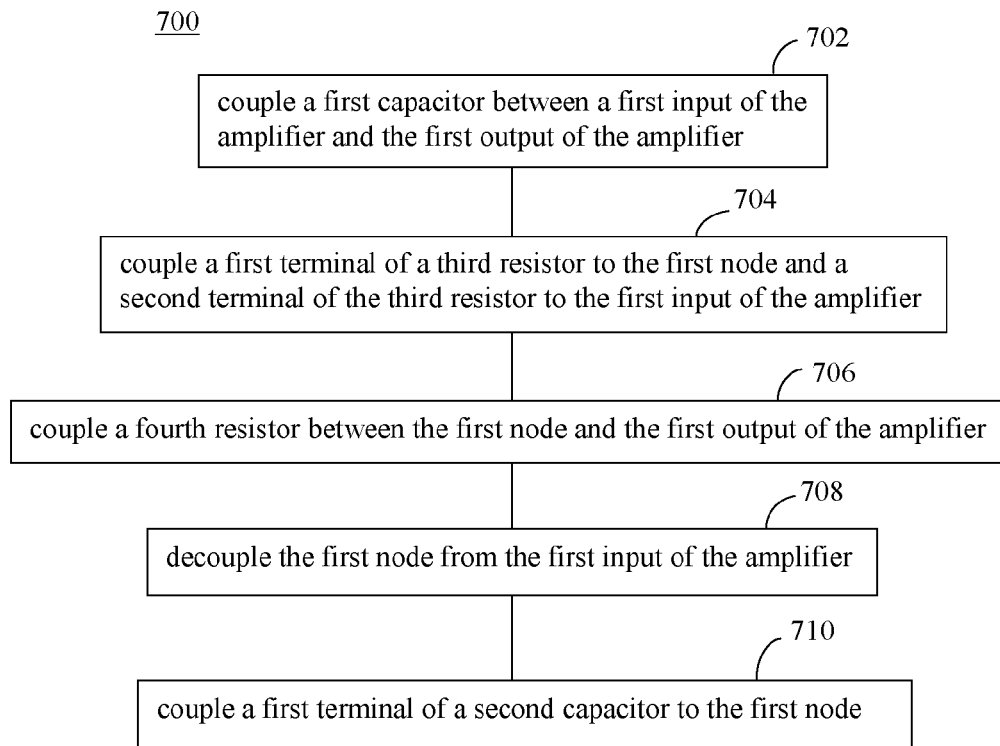 700
702
couple a first capacitor between a first input of the
amplifier and the first output of the amplifier
704
couple a first terminal of a third resistor to the first node and a
second terminal of the third resistor to the first input of the amplifier
706
couple a fourth resistor between the first node and the first output of the amplifier
708
decouple the first node from the first input of the amplifier
710
couple a first terminal of a second capacitor to the first node